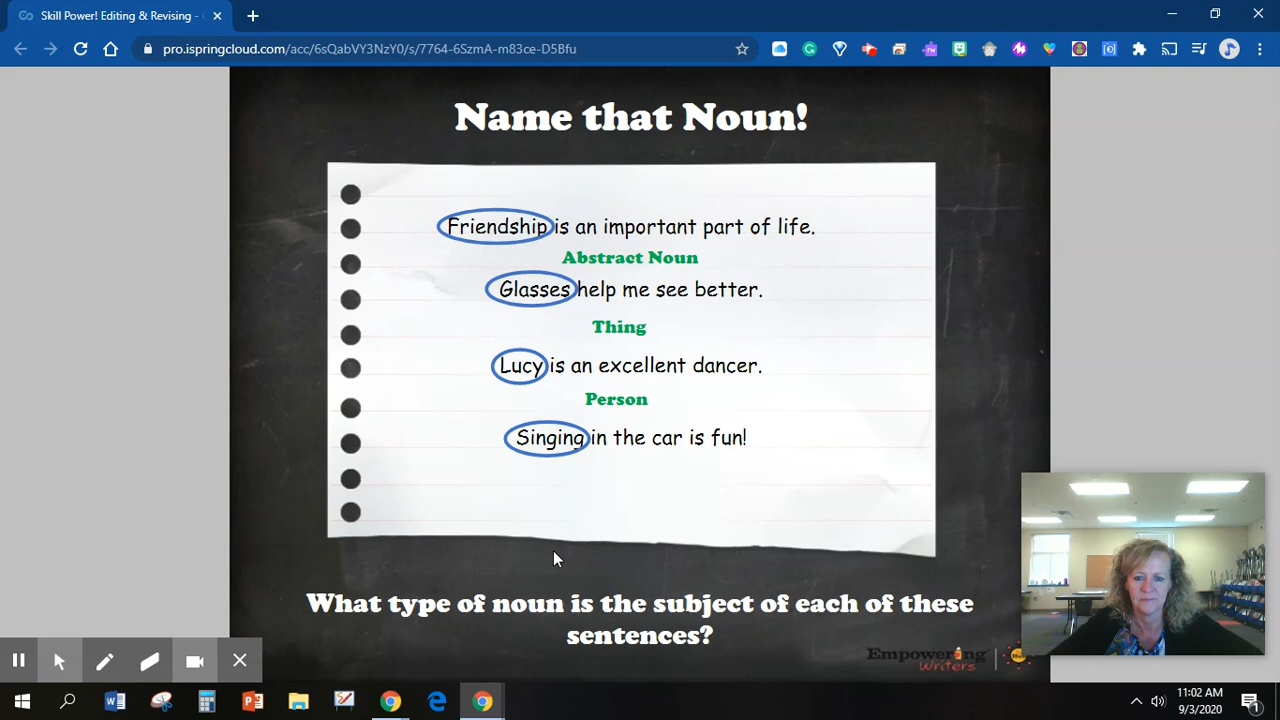 Skill Power! Editing & Revising -
pro.ispringcloud.com/acc/6sQabVY3NzY0/s/7764-6SzmA-m83ce-D5Bfu
Name that Noun!
Friendship is an important part of life.
Abstract Noun
Glasses help me see better.
Thing
Lucy is an excellent dancer.
Person
Singing in the car is fun!
What type of noun is the subject of each of these
sentences?
Empowering
Writers
11:02 AM
9/3/2020